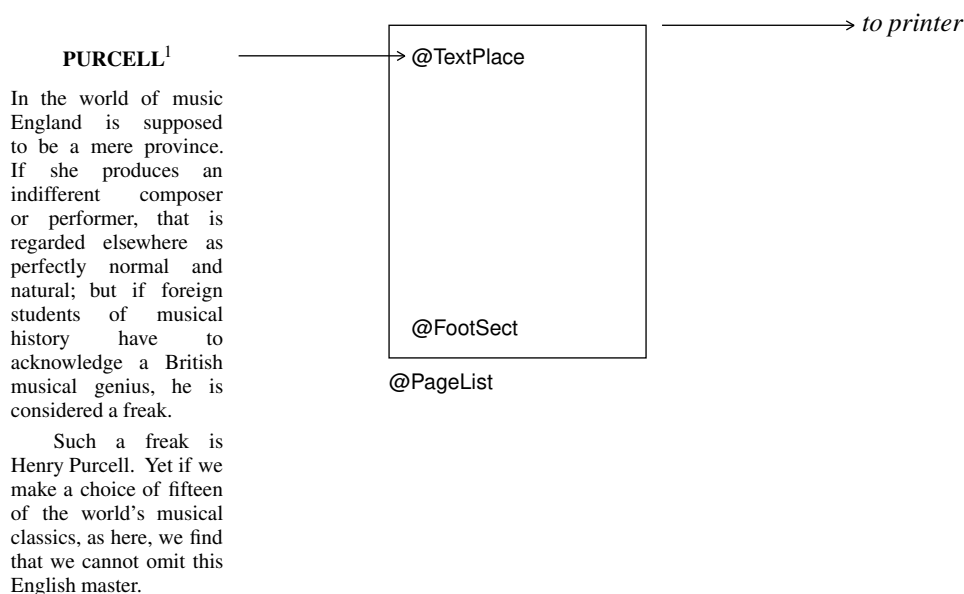 PURCELL1
In the world of music
England is supposed
to be a mere province.
If she produces an
indifferent composer
or performer, that is
regarded elsewhere as
perfectly normal and
natural; but if foreign
students of musical
history have to
acknowledge a British
musical genius, he is
considered a freak.
Such a freak is
Henry Purcell. Yet if we
make a choice of fifteen
of the world's musical
classics, as here, we find
that we cannot omit this
English master.
@TextPlace
@FootSect
@PageList
to printer